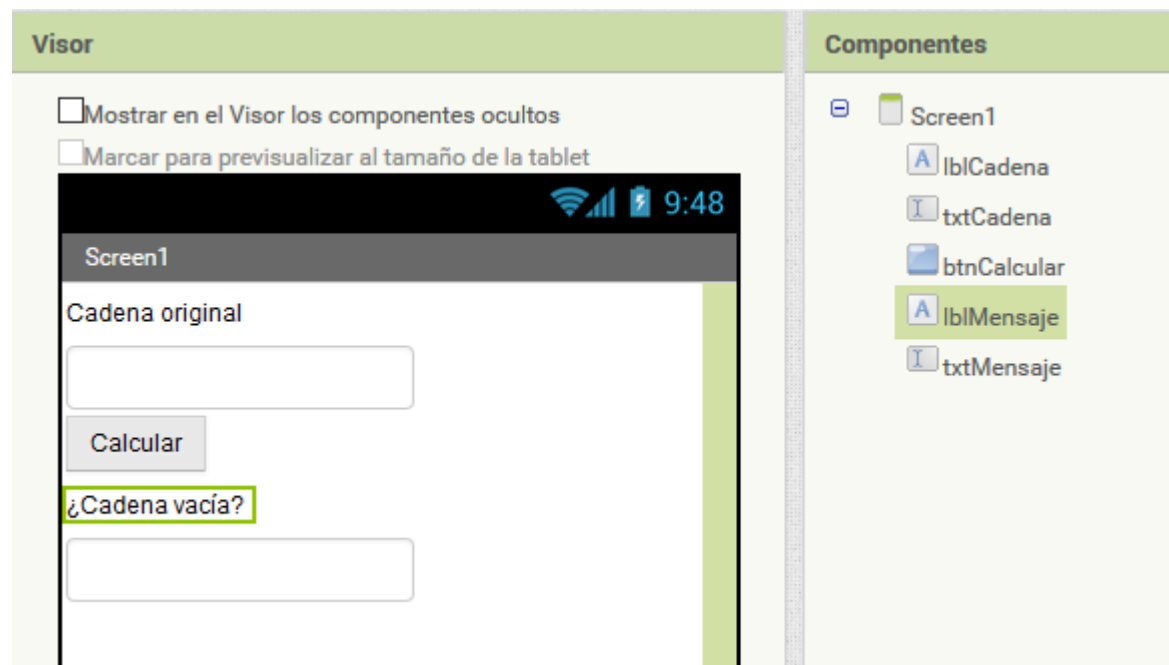 Visor
Mostrar en el Visor los componentes ocultos
Marcar para previsualizar al tamaño de la tablet
9:48
Screen1
Cadena original
Calcular
¿Cadena vacía?
Componentes
Screen1
A lblCadena
txtCadena
btnCalcular
A lblMensaje
txtMensaje